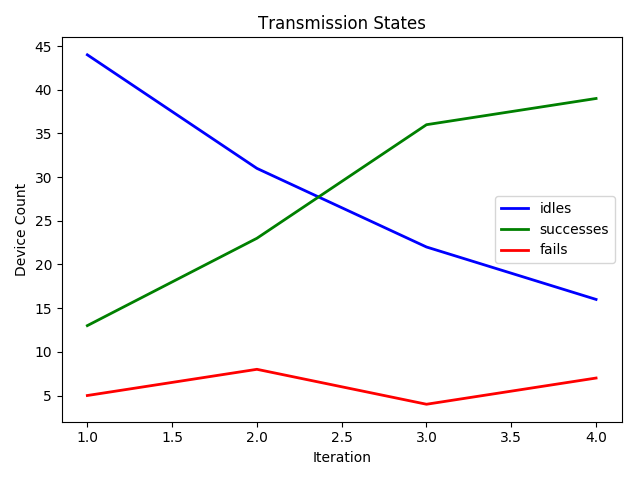 Transmission States
45
40
35
30
25
20
15
10
5
Device Count
idles
successes
fails
1.0 1.5 2.0 2.5 3.0 3.5 4.0
Iteration